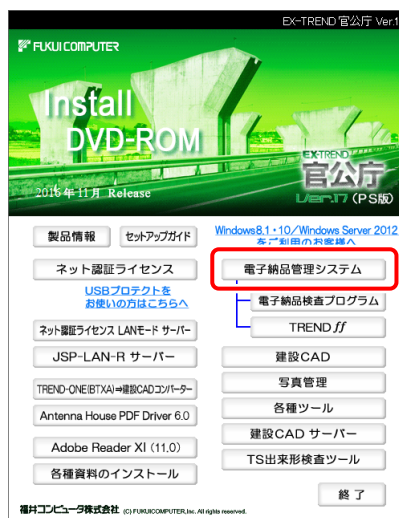 EX-TREND 官公庁 Ver.1
FUKUI COMPUTER
Install
DVD-ROM
2016年11月 Release
EX-TREND
官公庁
Ver.17 (PS版)
製品情報
セットアップガイド
Windows8.1・10／Windows Server 2012
をご利用のお客様へ
ネット認証ライセンス
電子納品管理システム
USBプロテクトを
お使いの方はこちらへ
電子納品検査プログラム
TREND ff
ネット認証ライセンス LANモード サーバー
JSP-LAN-R サーバー
建設CAD
TREND-ONE(BTXA)⇒建設CADコンバーター
写真管理
Antenna House PDF Driver 6.0
各種ツール
Adobe Reader XI (11.0)
建設CAD サーバー
各種資料のインストール
TS出来形検査ツール
終 了
福井コンピュータ株式会社 (C) FUKUICOMPUTER,Inc. All rights reserved.